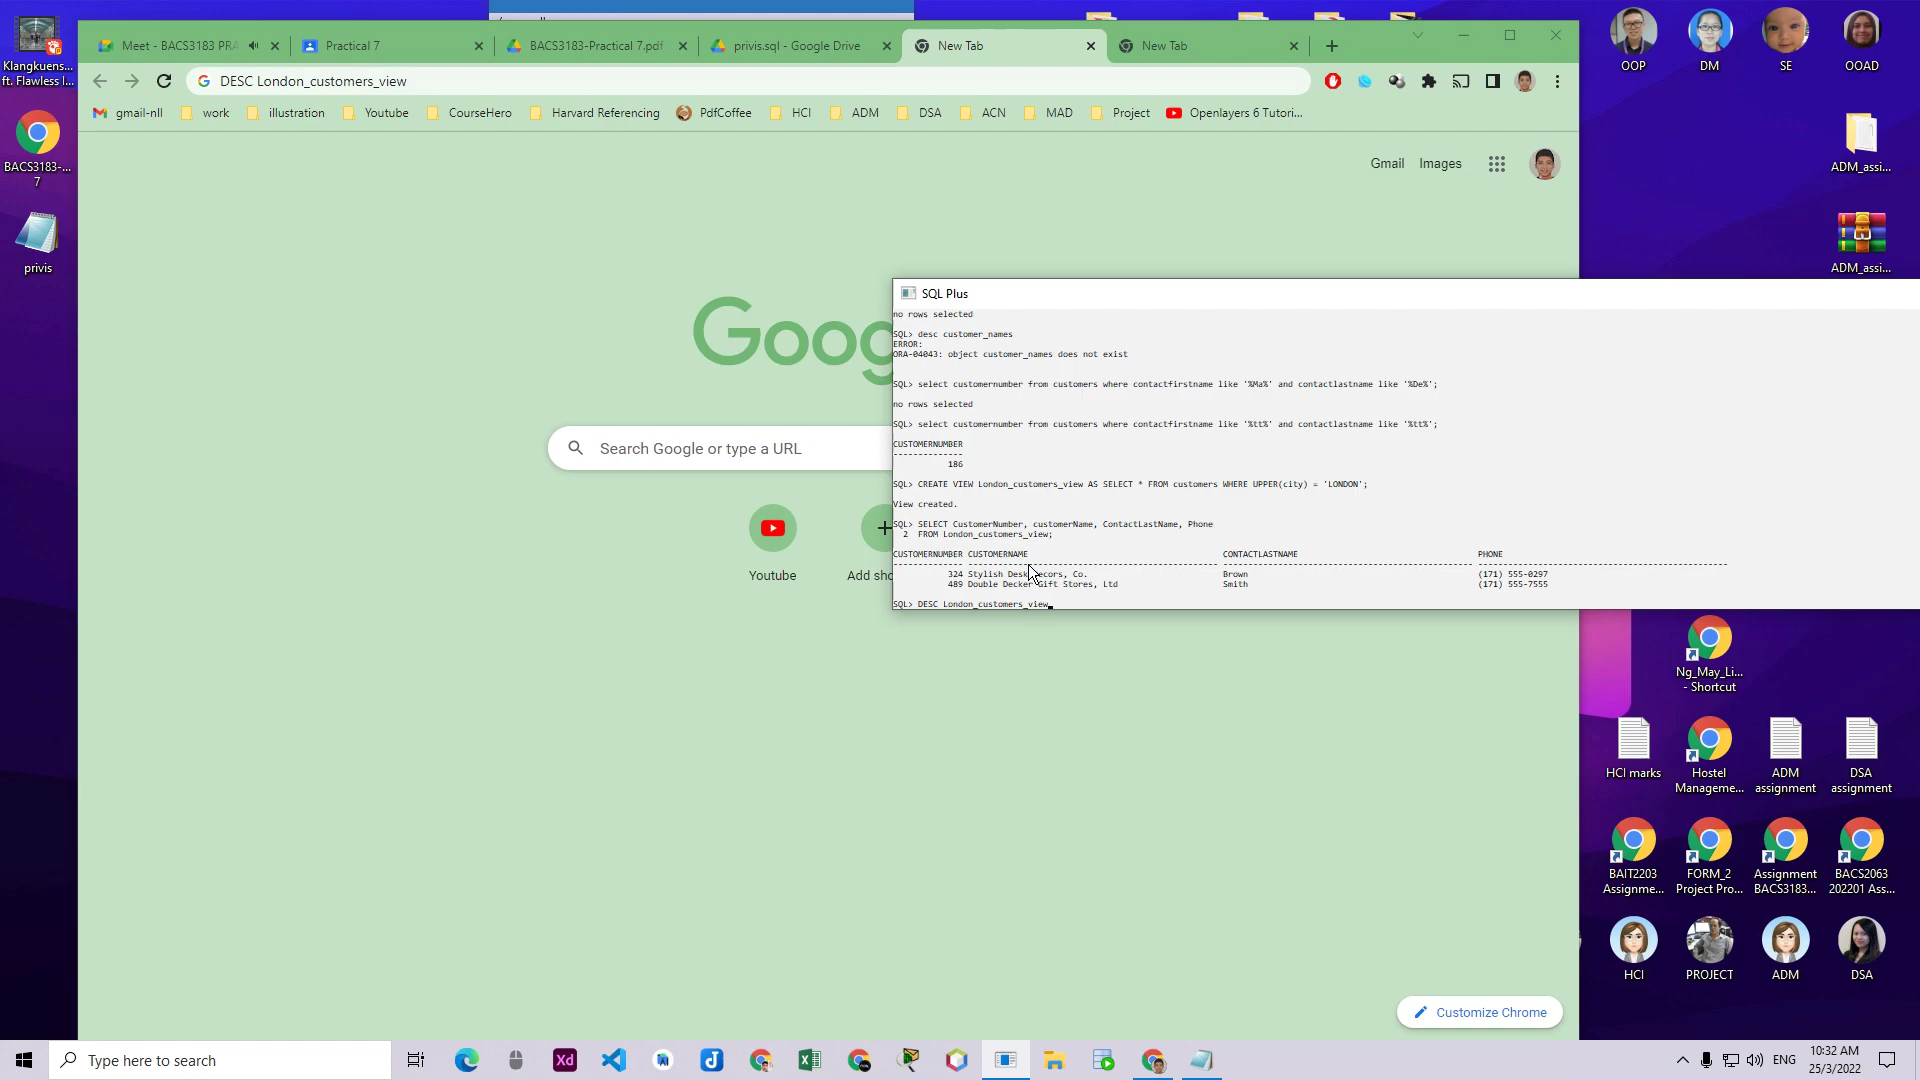 Klangkuens...
ft. Flawless I...
BACS3183-...
7
privis
Meet - BACS3183 PRA
Practical 7
BACS3183-Practical 7.pdf
privis.sql - Google Drive
New Tab
New Tab
DESC London_customers_view
gmail-nll
work
illustration
Youtube
CourseHero
Harvard Referencing
PdfCoffee
HCI
ADM
DSA
ACN
MAD
Project
Openlayers 6 Tutori...
Gmail
Images
Search Google or type a URL
Youtube
Customize Chrome
SQL Plus
no rows selected
SQL> desc customer_names
ERROR:
ORA-04043: object customer_names does not exist
SQL> select customernumber from customers where contactfirstname like '%Ma%' and contactlastname like '%De%';
no rows selected
SQL> select customernumber from customers where contactfirstname like '%tt%' and contactlastname like '%tt%';
CUSTOMERNUMBER
--------------
186
SQL> CREATE VIEW London_customers_view AS SELECT * FROM customers WHERE UPPER(city) = 'LONDON';
View created.
SQL> SELECT CustomerNumber, customerName, ContactLastName, Phone
2 FROM London_customers_view;
CUSTOMERNUMBER CUSTOMERNAME CONTACTLASTNAME PHONE
324 Stylish Desk Decors, Co. Brown (171) 555-0297
489 Double Decker Gift Stores, Ltd Smith (171) 555-7555
SQL> DESC London_customers_view
OOP
DM
SE
OOAD
ADM_assi...
ADM_assi...
Ng_May_Li...
- Shortcut
HCI marks
Hostel
Manageme...
ADM
assignment
DSA
assignment
BAIT2203
Assignme...
FORM_2
Project Pro...
Assignment
BACS3183...
BACS2063
202201 Ass...
HCI
PROJECT
ADM
DSA
Type here to search
Xd
ENG
10:32 AM
25/3/2022